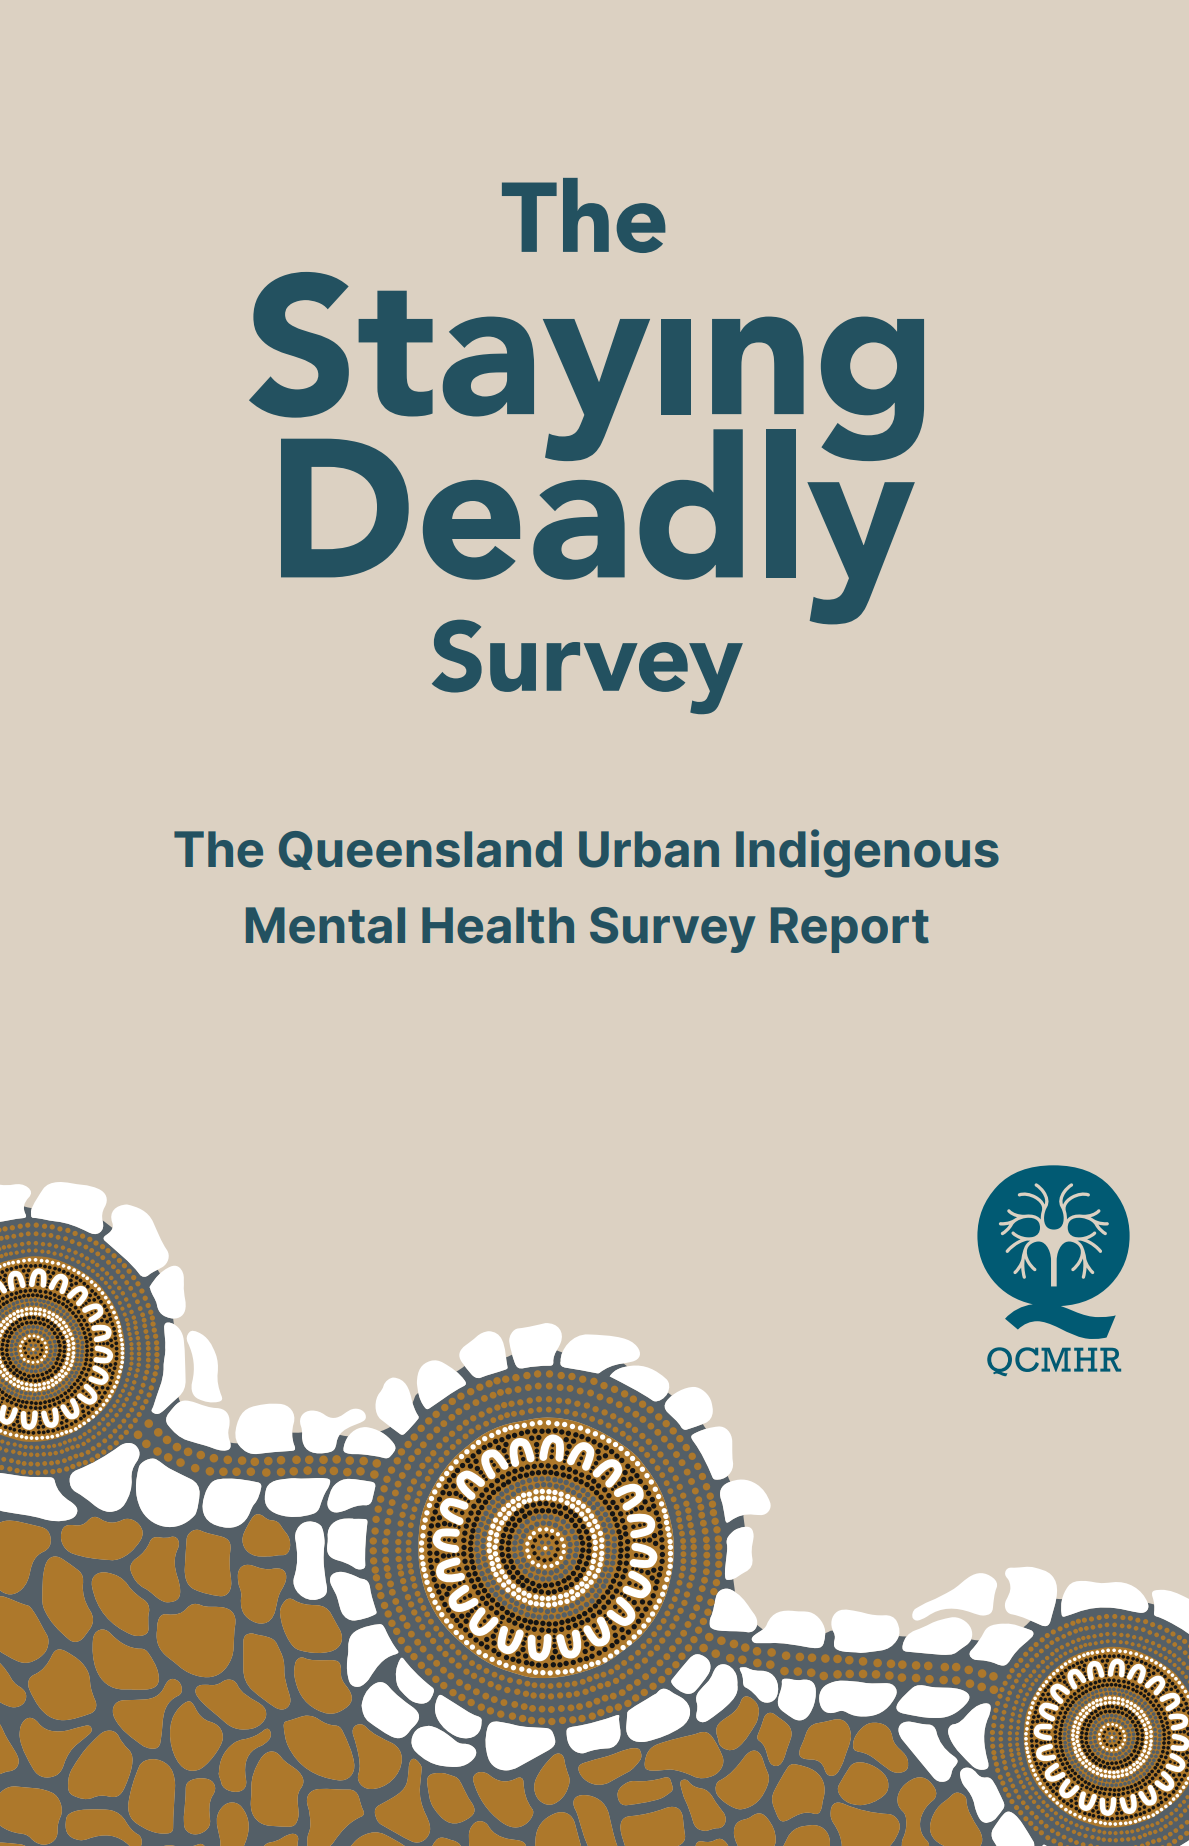 The
Staying
Deadly
Survey
The Queensland Urban Indigenous
Mental Health Survey Report
QCMHR